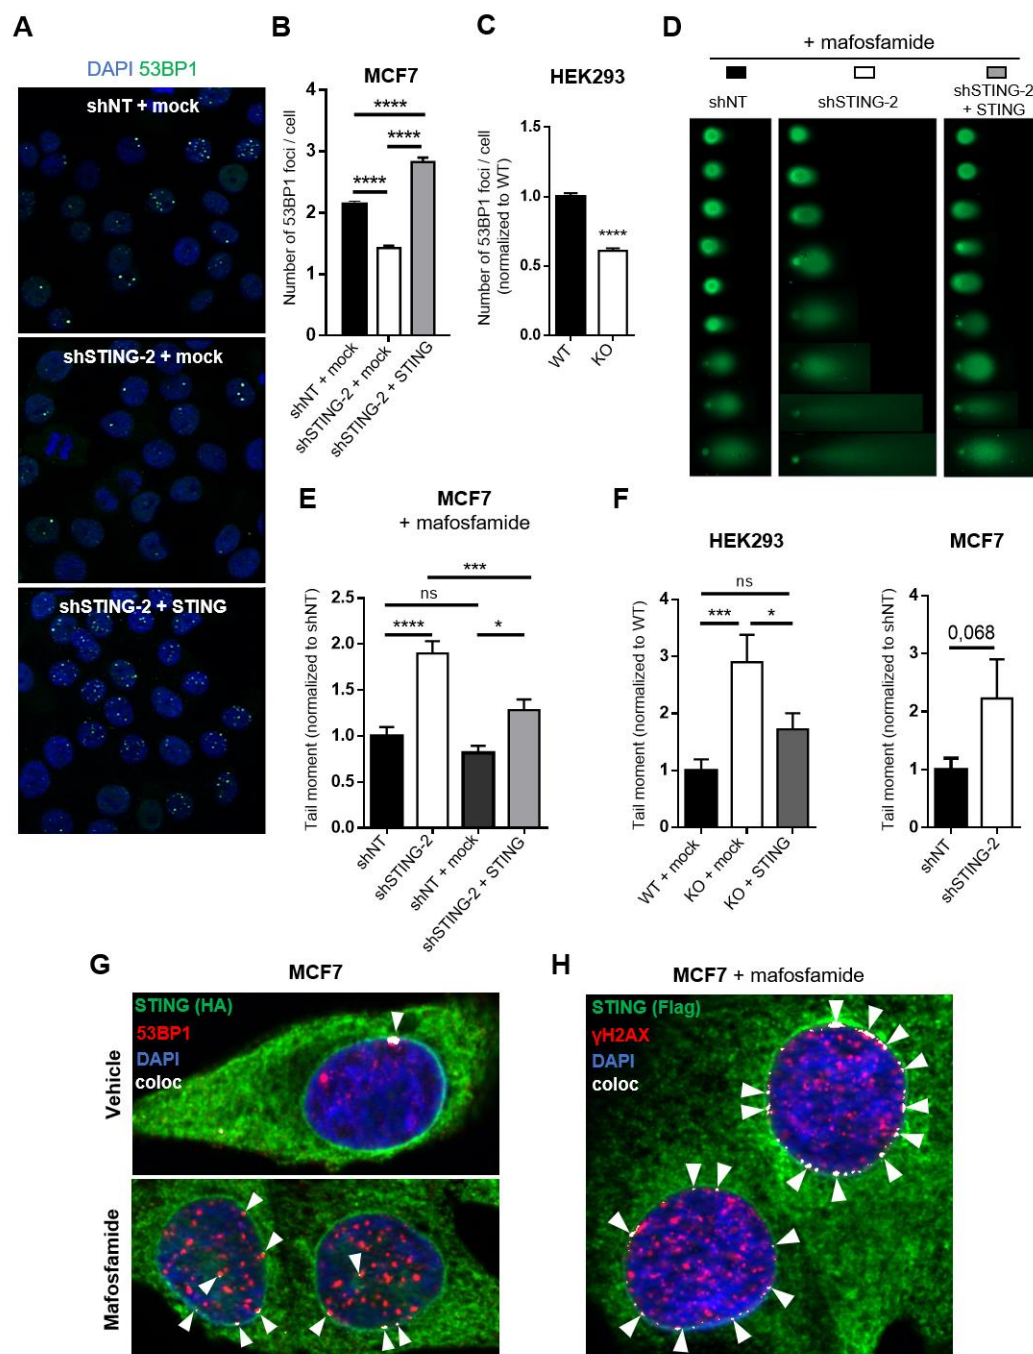 A
DAPI 53BP1
shNT + mock
shSTING-2 + mock
shSTING-2 + STING
B
MCF7
Number of 53BP1 foci / cell
4
3
2
1
0
****
****
****
shNT + mock
shSTING-2 + mock
shSTING-2 + STING
C
HEK293
Number of 53BP1 foci / cell
(normalized to WT)
1.5
1.0
0.5
0.0
****
WT
KO
D
+ mafosfamide
shNT
shSTING-2
shSTING-2
+ STING
E
MCF7
+ mafosfamide
Tail moment (normalized to shNT)
2.5
2.0
1.5
1.0
0.5
0.0
***
ns
****
*
shNT
shSTING-2
shNT + mock
shSTING-2 + STING
F
HEK293
Tail moment (normalized to WT)
4
3
2
1
0
ns
***
*
WT + mock
KO + mock
KO + STING
MCF7
Tail moment (normalized to shNT)
4
3
2
1
0
0,068
shNT
shSTING-2
G
MCF7
STING (HA)
53BP1
DAPI
coloc
Vehicle
Mafosfamide
H
MCF7 + mafosfamide
STING (Flag)
γH2AX
DAPI
coloc